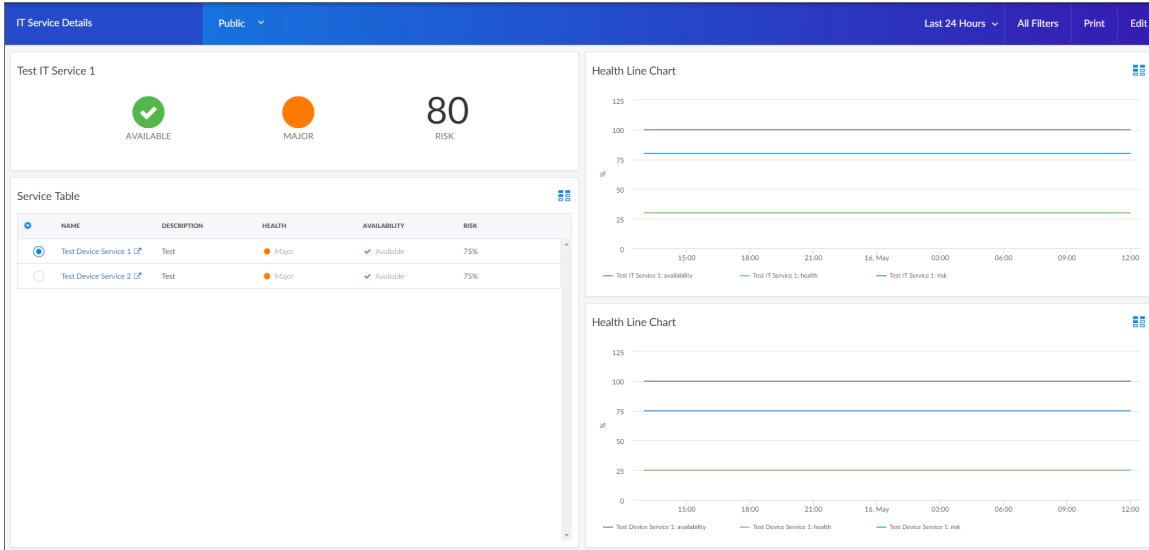 IT Service Details Public Last 24 Hours All Filters Print Edit
Test IT Service 1
AVAILABLE
MAJOR
80
RISK
Service Table
NAME DESCRIPTION HEALTH AVAILABILITY RISK
Test Device Service 1 Test Major Available 75%
Test Device Service 2 Test Major Available 75%
Health Line Chart
125
100
75
50
25
0
%
15:00 18:00 21:00 16. May 03:00 06:00 09:00 12:00
Test IT Service 1: availability Test IT Service 1: health Test IT Service 1: risk
Health Line Chart
125
100
75
50
25
0
%
15:00 18:00 21:00 16. May 03:00 06:00 09:00 12:00
Test Device Service 1: availability Test Device Service 1: health Test Device Service 1: risk